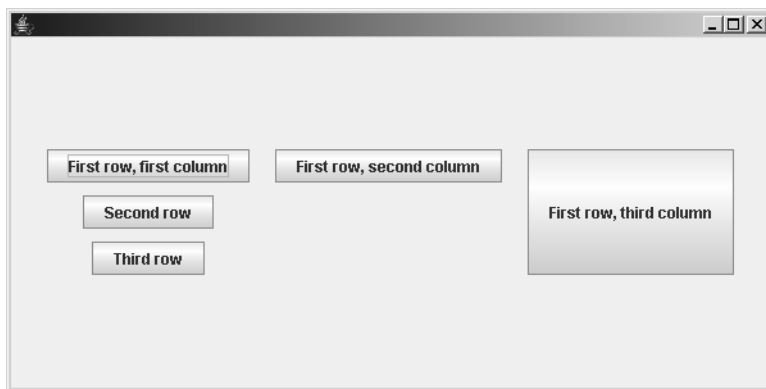 First row, first column
First row, second column
First row, third column
Second row
Third row